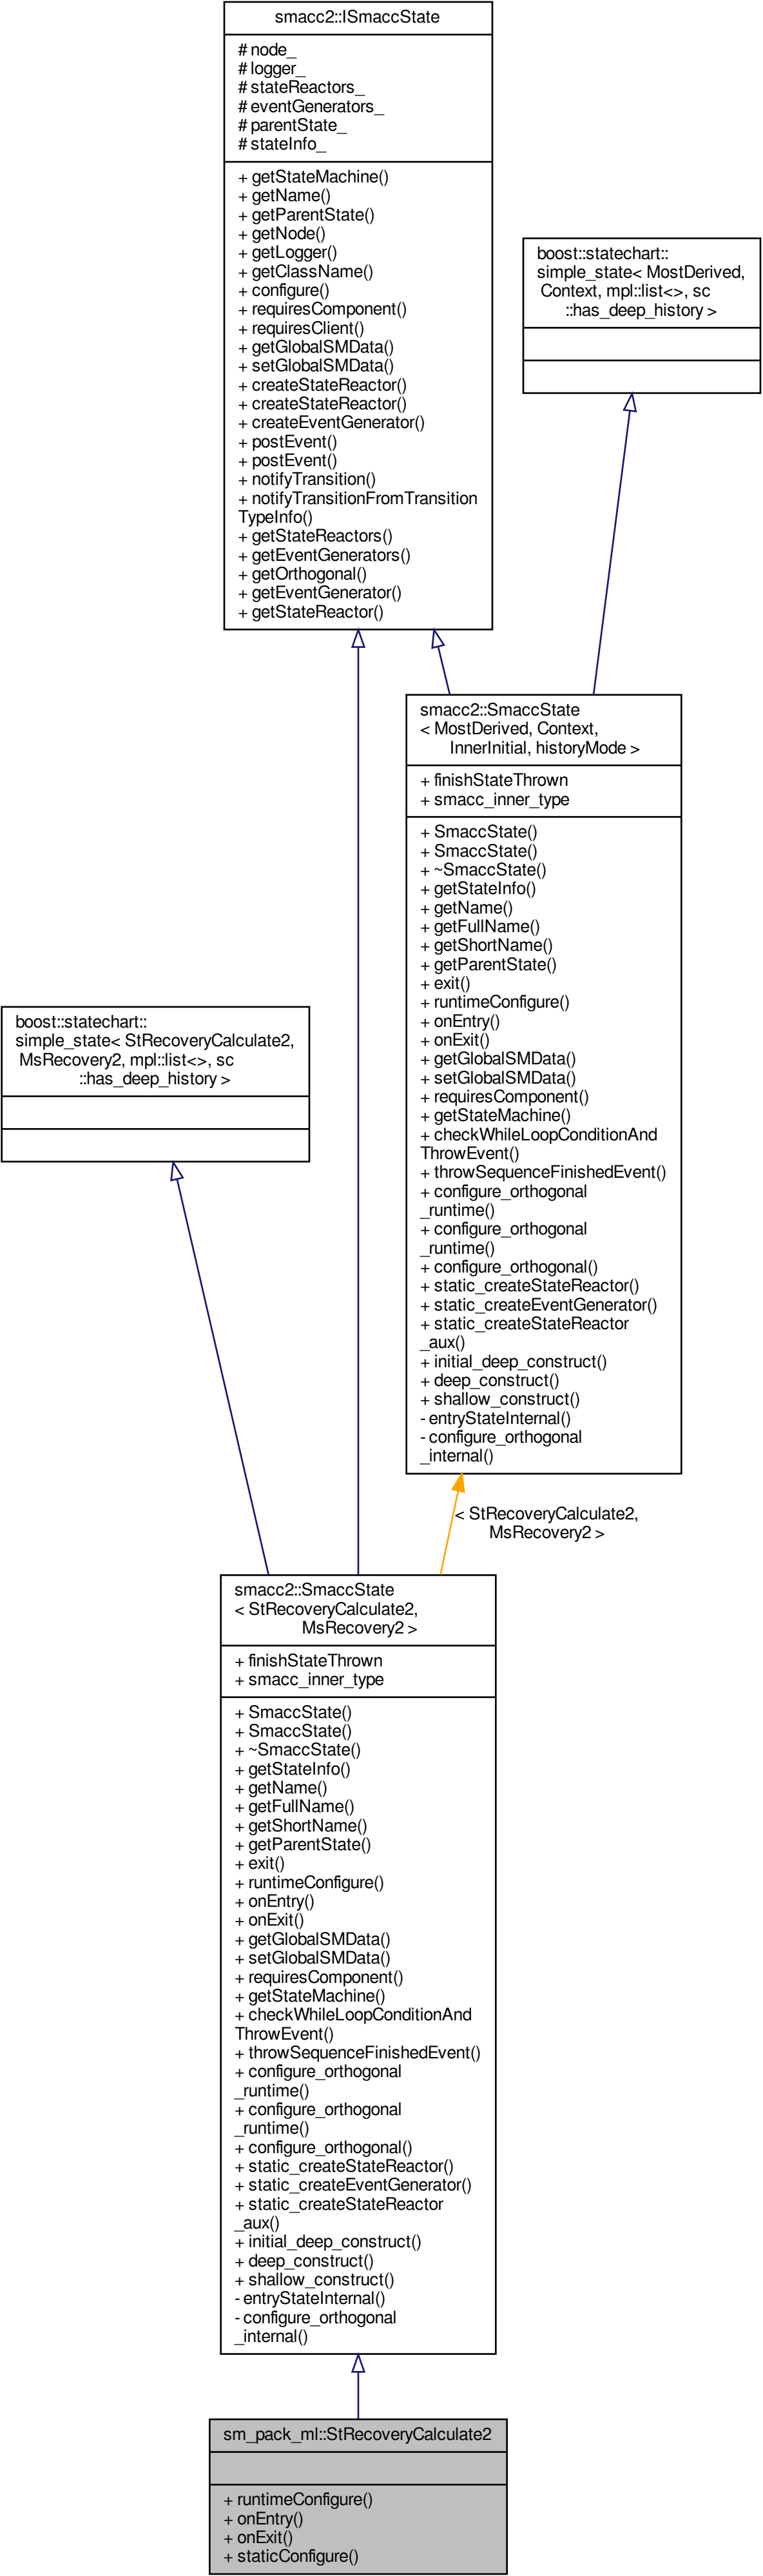 smacc2::ISmaccState
# node_
# logger_
# stateReactors_
# eventGenerators_
# parentState_
# stateInfo_
+ getStateMachine()
+ getName()
+ getParentState()
+ getNode()
+ getLogger()
+ getClassName()
+ configure()
+ requiresComponent()
+ requiresClient()
+ getGlobalSMData()
+ setGlobalSMData()
+ createStateReactor()
+ createStateReactor()
+ createEventGenerator()
+ postEvent()
+ postEvent()
+ notifyTransition()
+ notifyTransitionFromTransition
TypeInfo()
+ getStateReactors()
+ getEventGenerators()
+ getOrthogonal()
+ getEventGenerator()
+ getStateReactor()
boost::statechart::
simple_state< MostDerived,
Context, mpl::list<>, sc
::has_deep_history >
smacc2::SmaccState
< MostDerived, Context,
InnerInitial, historyMode >
+ finishStateThrown
+ smacc_inner_type
+ SmaccState()
+ SmaccState()
+ ~SmaccState()
+ getStateInfo()
+ getName()
+ getFullName()
+ getShortName()
+ getParentState()
+ exit()
+ runtimeConfigure()
+ onEntry()
+ onExit()
+ getGlobalSMData()
+ setGlobalSMData()
+ requiresComponent()
+ getStateMachine()
+ checkWhileLoopConditionAnd
ThrowEvent()
+ throwSequenceFinishedEvent()
+ configure_orthogonal
_runtime()
+ configure_orthogonal
_runtime()
+ configure_orthogonal()
+ static_createStateReactor()
+ static_createEventGenerator()
+ static_createStateReactor
_aux()
+ initial_deep_construct()
+ deep_construct()
+ shallow_construct()
- entryStateInternal()
- configure_orthogonal
_internal()
boost::statechart::
simple_state< StRecoveryCalculate2,
MsRecovery2, mpl::list<>, sc
::has_deep_history >
< StRecoveryCalculate2,
MsRecovery2 >
smacc2::SmaccState
< StRecoveryCalculate2,
MsRecovery2 >
+ finishStateThrown
+ smacc_inner_type
+ SmaccState()
+ SmaccState()
+ ~SmaccState()
+ getStateInfo()
+ getName()
+ getFullName()
+ getShortName()
+ getParentState()
+ exit()
+ runtimeConfigure()
+ onEntry()
+ onExit()
+ getGlobalSMData()
+ setGlobalSMData()
+ requiresComponent()
+ getStateMachine()
+ checkWhileLoopConditionAnd
ThrowEvent()
+ throwSequenceFinishedEvent()
+ configure_orthogonal
_runtime()
+ configure_orthogonal
_runtime()
+ configure_orthogonal()
+ static_createStateReactor()
+ static_createEventGenerator()
+ static_createStateReactor
_aux()
+ initial_deep_construct()
+ deep_construct()
+ shallow_construct()
- entryStateInternal()
- configure_orthogonal
_internal()
sm_pack_ml::StRecoveryCalculate2
+ runtimeConfigure()
+ onEntry()
+ onExit()
+ staticConfigure()